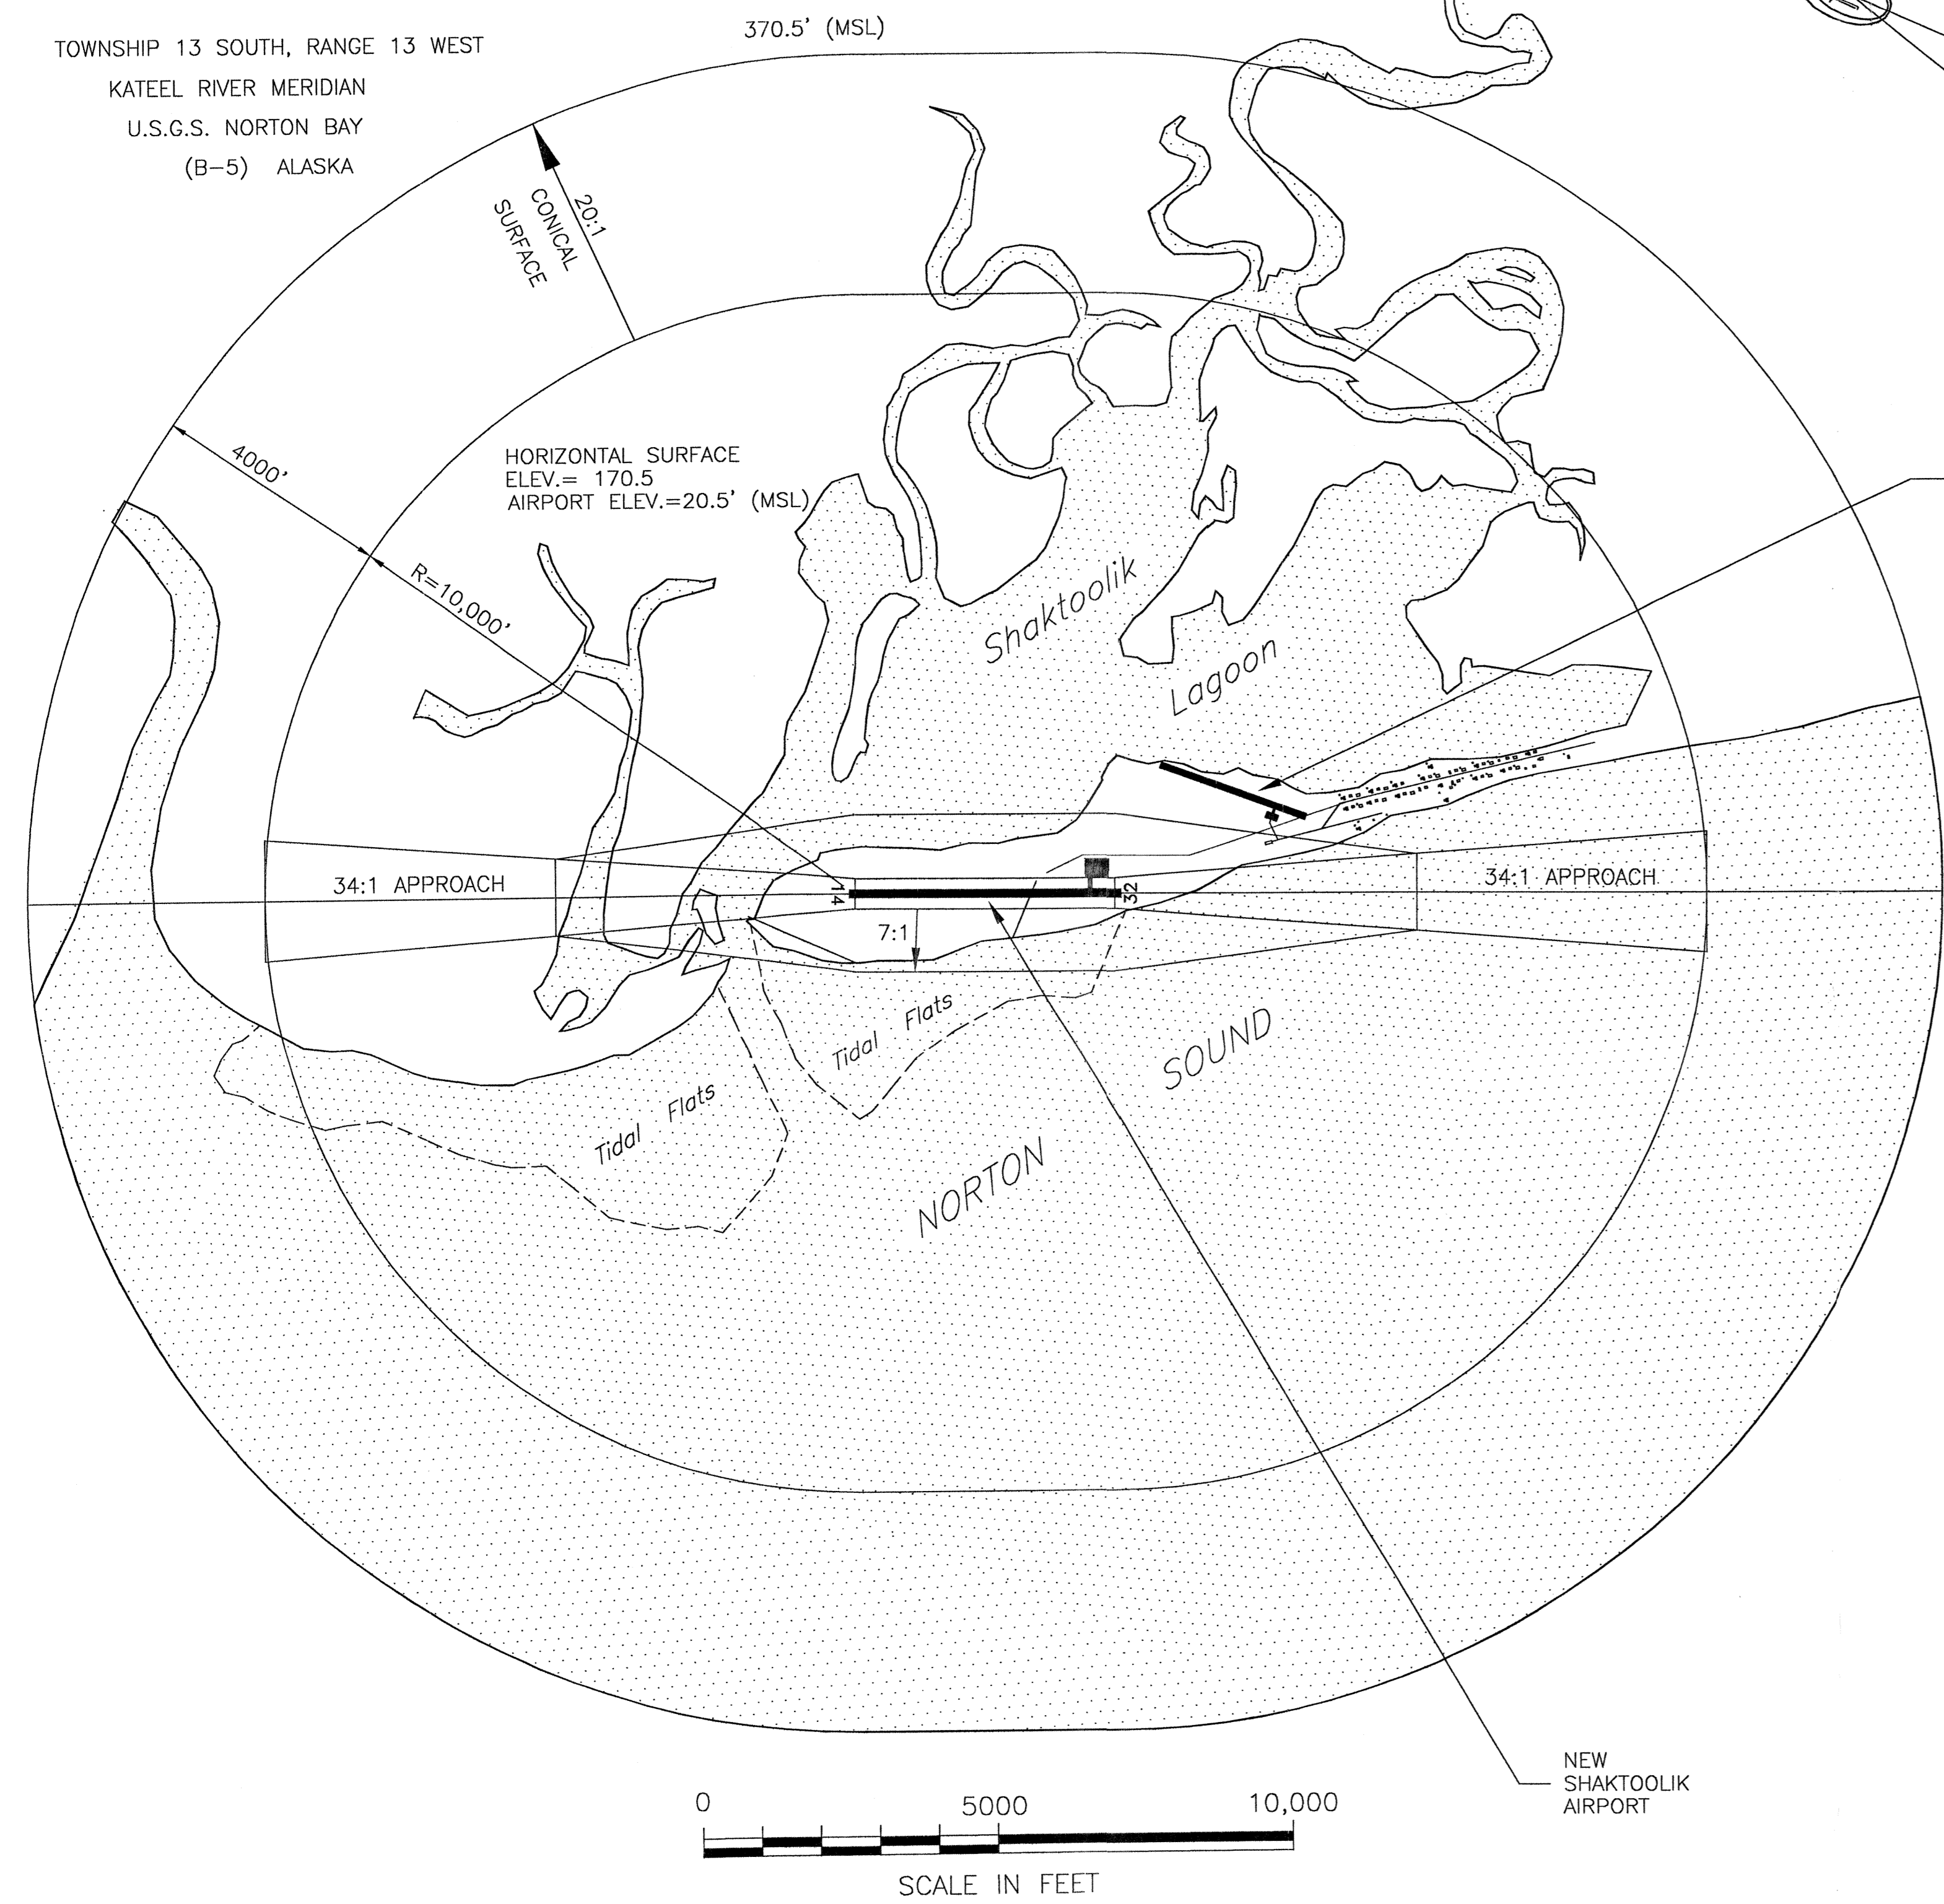 370.5' (MSL)
TOWNSHIP 13 SOUTH, RANGE 13 WEST
KATEEL RIVER MERIDIAN
U.S.G.S. NORTON BAY
(B-5) ALASKA
20:1
CONICAL
SURFACE
4000'
HORIZONTAL SURFACE
ELEV.= 170.5
AIRPORT ELEV.=20.5' (MSL)
R=10,000'
Shaktoolik
Lagoon
34:1 APPROACH
14
32
34:1 APPROACH
7:1
Tidal Flats
SOUND
Tidal Flats
NORTON
NEW
SHAKTOOLIK
AIRPORT
0 5000 10,000
SCALE IN FEET